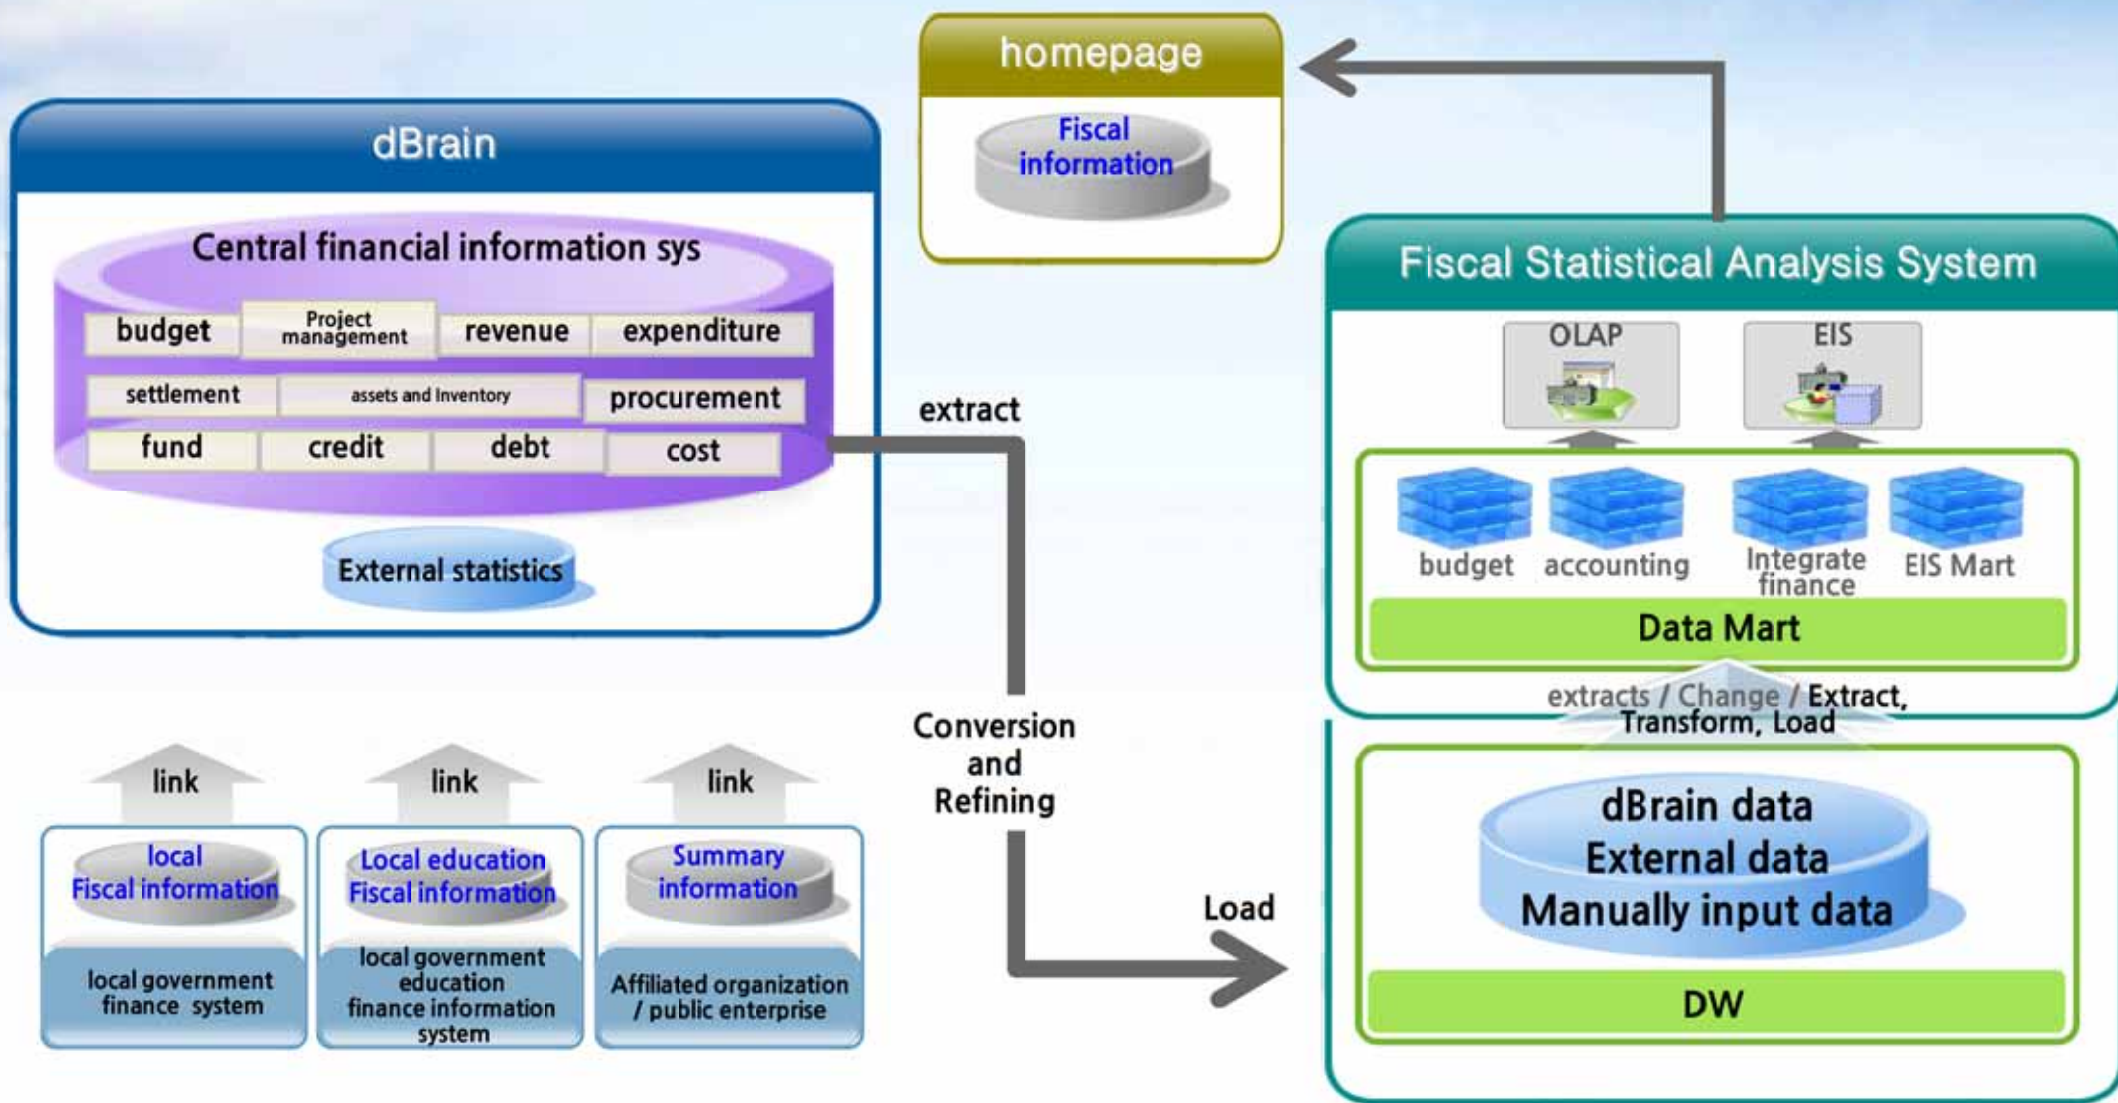 homepage
Fiscal
information
dBrain
Central financial information sys
budget
Project
management
revenue
expenditure
settlement
assets and Inventory
procurement
fund
credit
debt
cost
External statistics
link
link
link
local
Fiscal information
Local education
Fiscal information
Summary
information
local government
finance system
local government
education
finance information
system
Affiliated organization
/ public enterprise
extract
Conversion
and
Refining
Load
Fiscal Statistical Analysis System
OLAP
EIS
budget
accounting
Integrate
finance
EIS Mart
Data Mart
extracts / Change / Extract,
Transform, Load
dBrain data
External data
Manually input data
DW